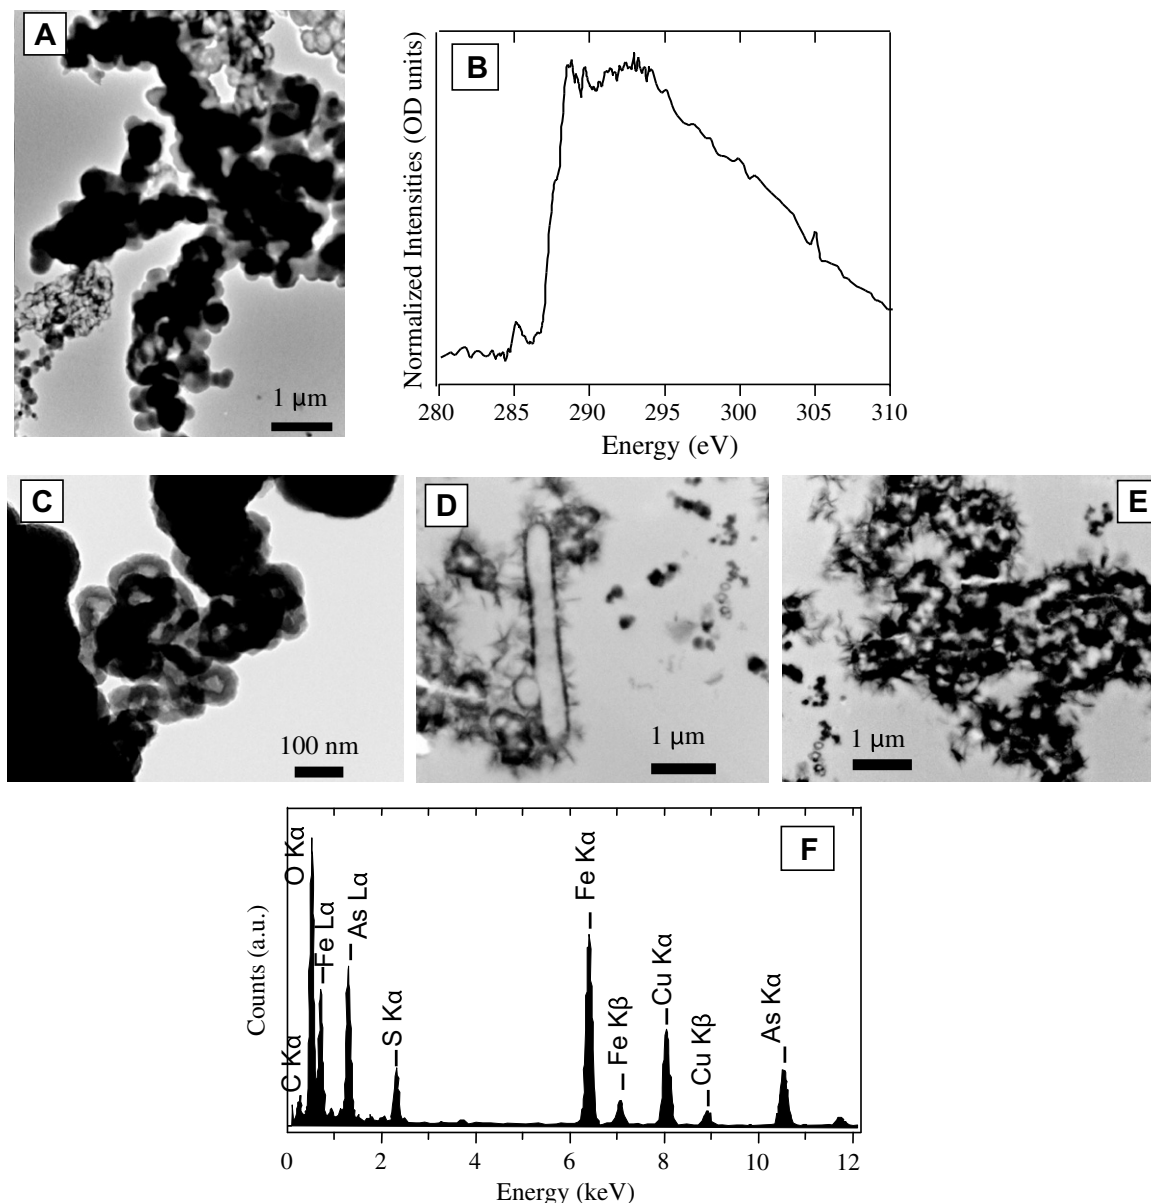 A
1 μm
B
Normalized Intensities (OD units)
280 285 290 295 300 305 310
Energy (eV)
C
100 nm
D
1 μm
E
1 μm
F
Counts (a.u.)
C Kα
O Kα
Fe Lα
As Lα
S Kα
Fe Kα
Fe Kβ
Cu Kα
Cu Kβ
As Kα
0 2 4 6 8 10 12
Energy (keV)